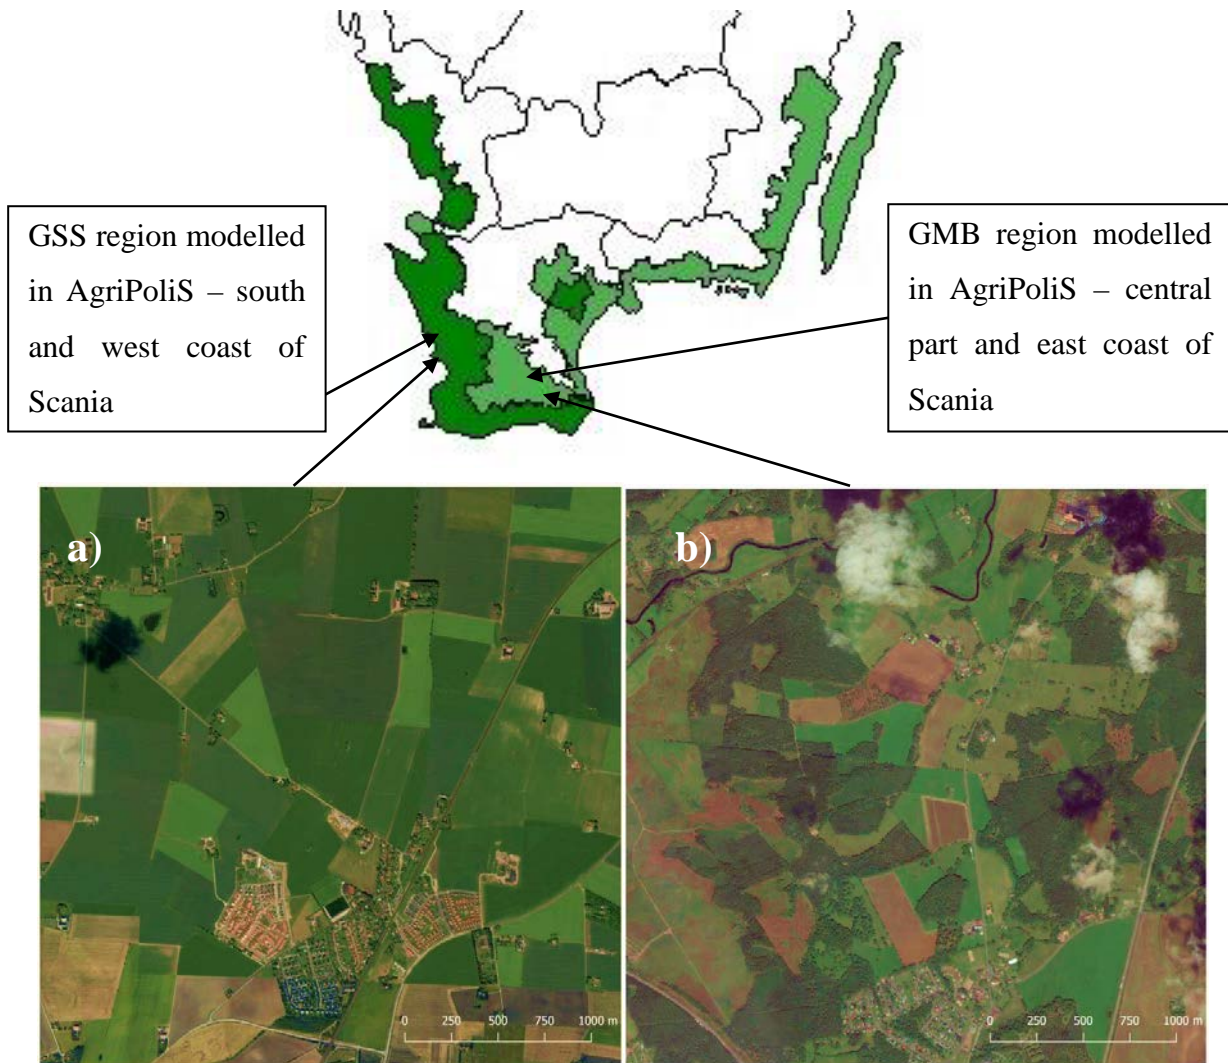 GSS region modelled
in AgriPoliS – south
and west coast of
Scania
GMB region modelled
in AgriPoliS – central
part and east coast of
Scania
a)
b)
0 250 500 750 1000 m
0 250 500 750 1000 m